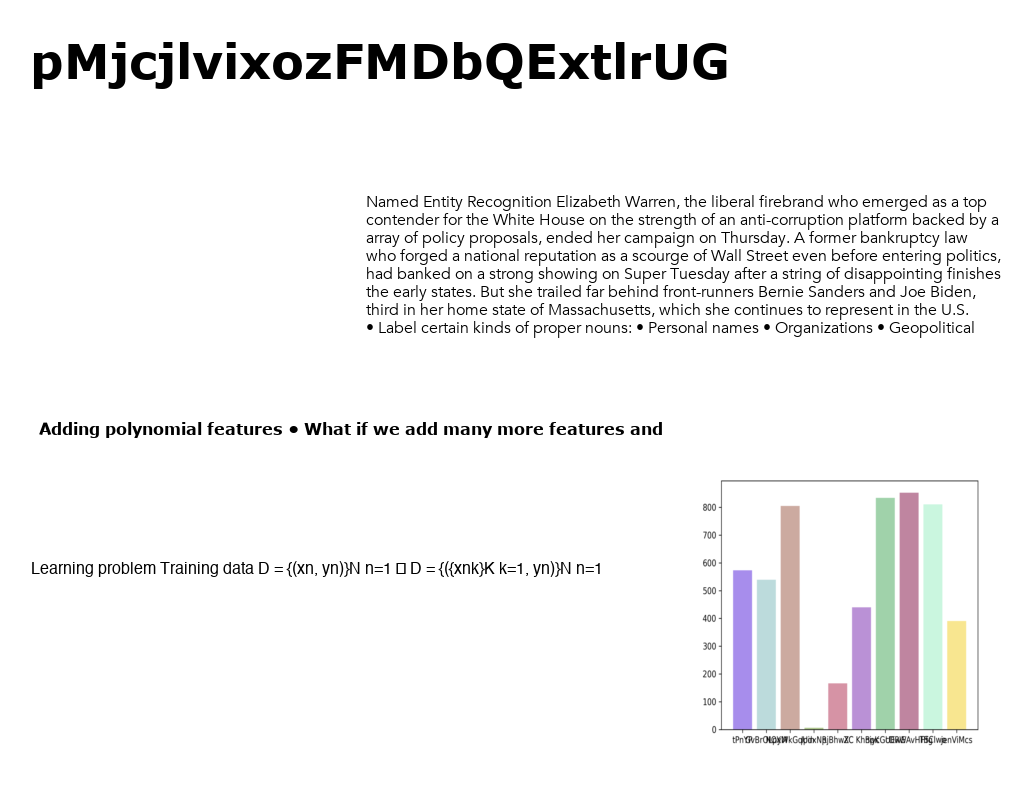 pMjcjlvixozFMDbQExtlrUG
Named Entity Recognition Elizabeth Warren, the liberal firebrand who emerged as a top
contender for the White House on the strength of an anti-corruption platform backed by a
array of policy proposals, ended her campaign on Thursday. A former bankruptcy law
who forged a national reputation as a scourge of Wall Street even before entering politics,
had banked on a strong showing on Super Tuesday after a string of disappointing finishes
the early states. But she trailed far behind front-runners Bernie Sanders and Joe Biden,
third in her home state of Massachusetts, which she continues to represent in the U.S.
• Label certain kinds of proper nouns: • Personal names • Organizations • Geopolitical
Adding polynomial features • What if we add many more features and
Learning problem Training data D = {(xn, yn)}N n=1 □ D = {({xnk}K k=1, yn)}N n=1
800
700
600
500
400
300
200
100
0